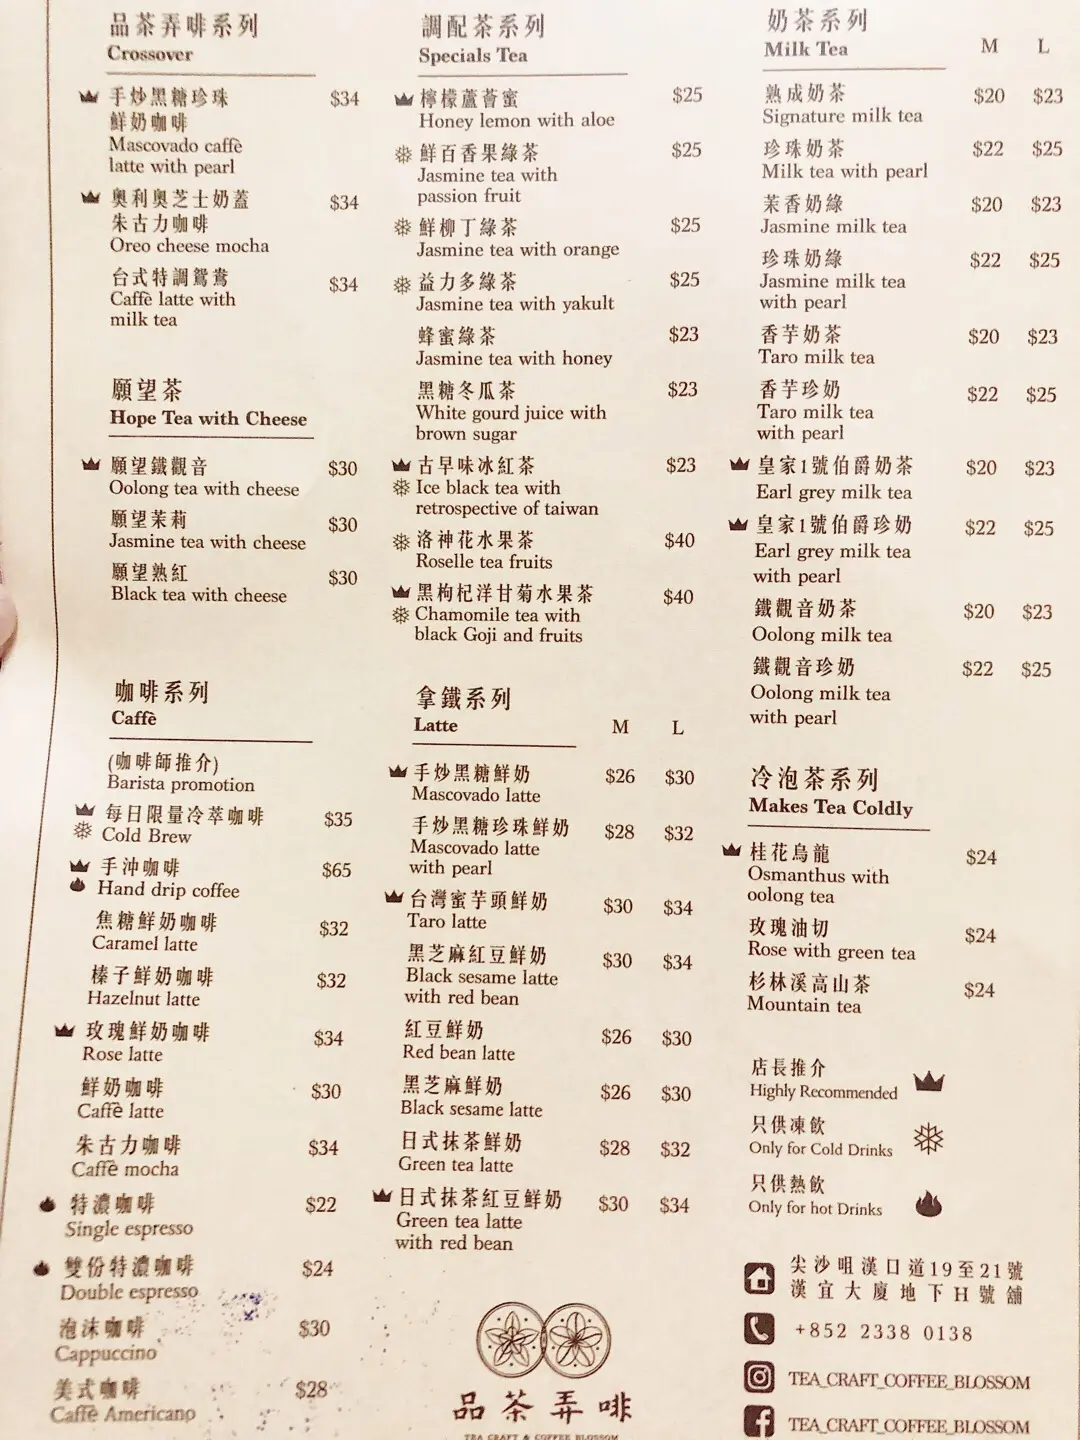 品茶弄啡系列
Crossover
手炒黑糖珍珠 $34
鮮奶咖啡
Mascovado caffè
latte with pearl
奧利奧芝士奶蓋 $34
朱古力咖啡
Oreo cheese mocha
台式特調鴛鴦 $34
Caffè latte with
milk tea
願望茶
Hope Tea with Cheese
願望鐵觀音 $30
Oolong tea with cheese
願望茉莉 $30
Jasmine tea with cheese
願望熟紅 $30
Black tea with cheese
咖啡系列
Caffè
(咖啡師推介)
Barista promotion
每日限量冷萃咖啡 $35
Cold Brew
手沖咖啡 $65
Hand drip coffee
焦糖鮮奶咖啡 $32
Caramel latte
榛子鮮奶咖啡 $32
Hazelnut latte
玫瑰鮮奶咖啡 $34
Rose latte
鮮奶咖啡 $30
Caffè latte
朱古力咖啡 $34
Caffè mocha
特濃咖啡 $22
Single espresso
雙份特濃咖啡 $24
Double espresso
泡沫咖啡 $30
Cappuccino
美式咖啡 $28
Caffè Americano
調配茶系列
Specials Tea
檸檬蘆薈蜜 $25
Honey lemon with aloe
鮮百香果綠茶 $25
Jasmine tea with
passion fruit
鮮柳丁綠茶 $25
Jasmine tea with orange
益力多綠茶 $25
Jasmine tea with yakult
蜂蜜綠茶 $23
Jasmine tea with honey
黑糖冬瓜茶 $23
White gourd juice with
brown sugar
古早味冰紅茶 $23
Ice black tea with
retrospective of taiwan
洛神花水果茶 $40
Roselle tea fruits
黑枸杞洋甘菊水果茶 $40
Chamomile tea with
black Goji and fruits
拿鐵系列
Latte M L
手炒黑糖鮮奶 $26 $30
Mascovado latte
手炒黑糖珍珠鮮奶 $28 $32
Mascovado latte
with pearl
台灣蜜芋頭鮮奶 $30 $34
Taro latte
黑芝麻紅豆鮮奶 $30 $34
Black sesame latte
with red bean
紅豆鮮奶 $26 $30
Red bean latte
黑芝麻鮮奶 $26 $30
Black sesame latte
日式抹茶鮮奶 $28 $32
Green tea latte
日式抹茶紅豆鮮奶 $30 $34
Green tea latte
with red bean
品茶弄啡
TEA CRAFT & COFFEE BLOSSOM
奶茶系列
Milk Tea M L
熟成奶茶 $20 $23
Signature milk tea
珍珠奶茶 $22 $25
Milk tea with pearl
茉香奶綠 $20 $23
Jasmine milk tea
珍珠奶綠 $22 $25
Jasmine milk tea
with pearl
香芋奶茶 $20 $23
Taro milk tea
香芋珍奶 $22 $25
Taro milk tea
with pearl
皇家1號伯爵奶茶 $20 $23
Earl grey milk tea
皇家1號伯爵珍奶 $22 $25
Earl grey milk tea
with pearl
鐵觀音奶茶 $20 $23
Oolong milk tea
鐵觀音珍奶 $22 $25
Oolong milk tea
with pearl
冷泡茶系列
Makes Tea Coldly
桂花烏龍 $24
Osmanthus with
oolong tea
玫瑰油切 $24
Rose with green tea
杉林溪高山茶 $24
Mountain tea
店長推介
Highly Recommended
只供凍飲
Only for Cold Drinks
只供熱飲
Only for hot Drinks
尖沙咀漢口道19至21號
漢宜大廈地下H號舖
+852 2338 0138
TEA_CRAFT_COFFEE_BLOSSOM
TEA_CRAFT_COFFEE_BLOSSOM